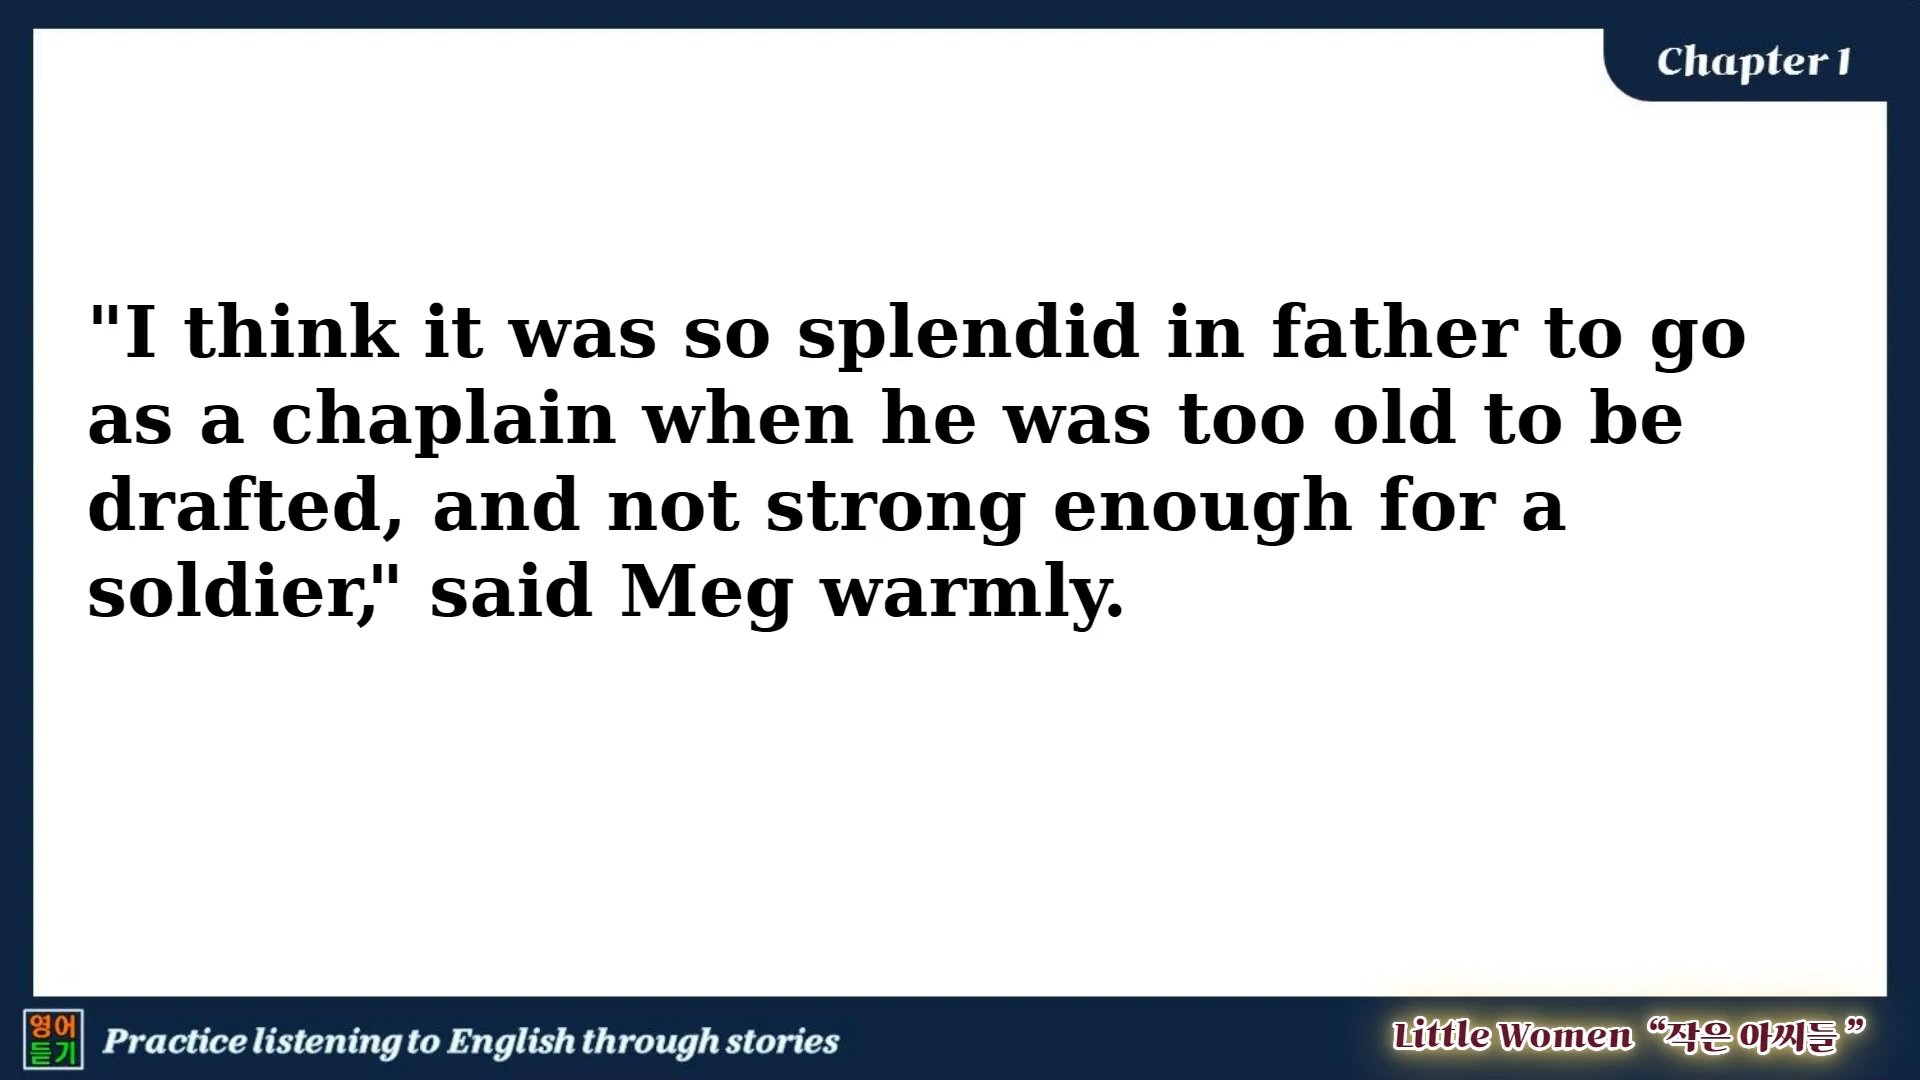 Chapter 1
"I think it was so splendid in father to go
as a chaplain when he was too old to be
drafted, and not strong enough for a
soldier," said Meg warmly.
영어
듣기
Practice listening to English through stories
Little Women “작은 아씨들”